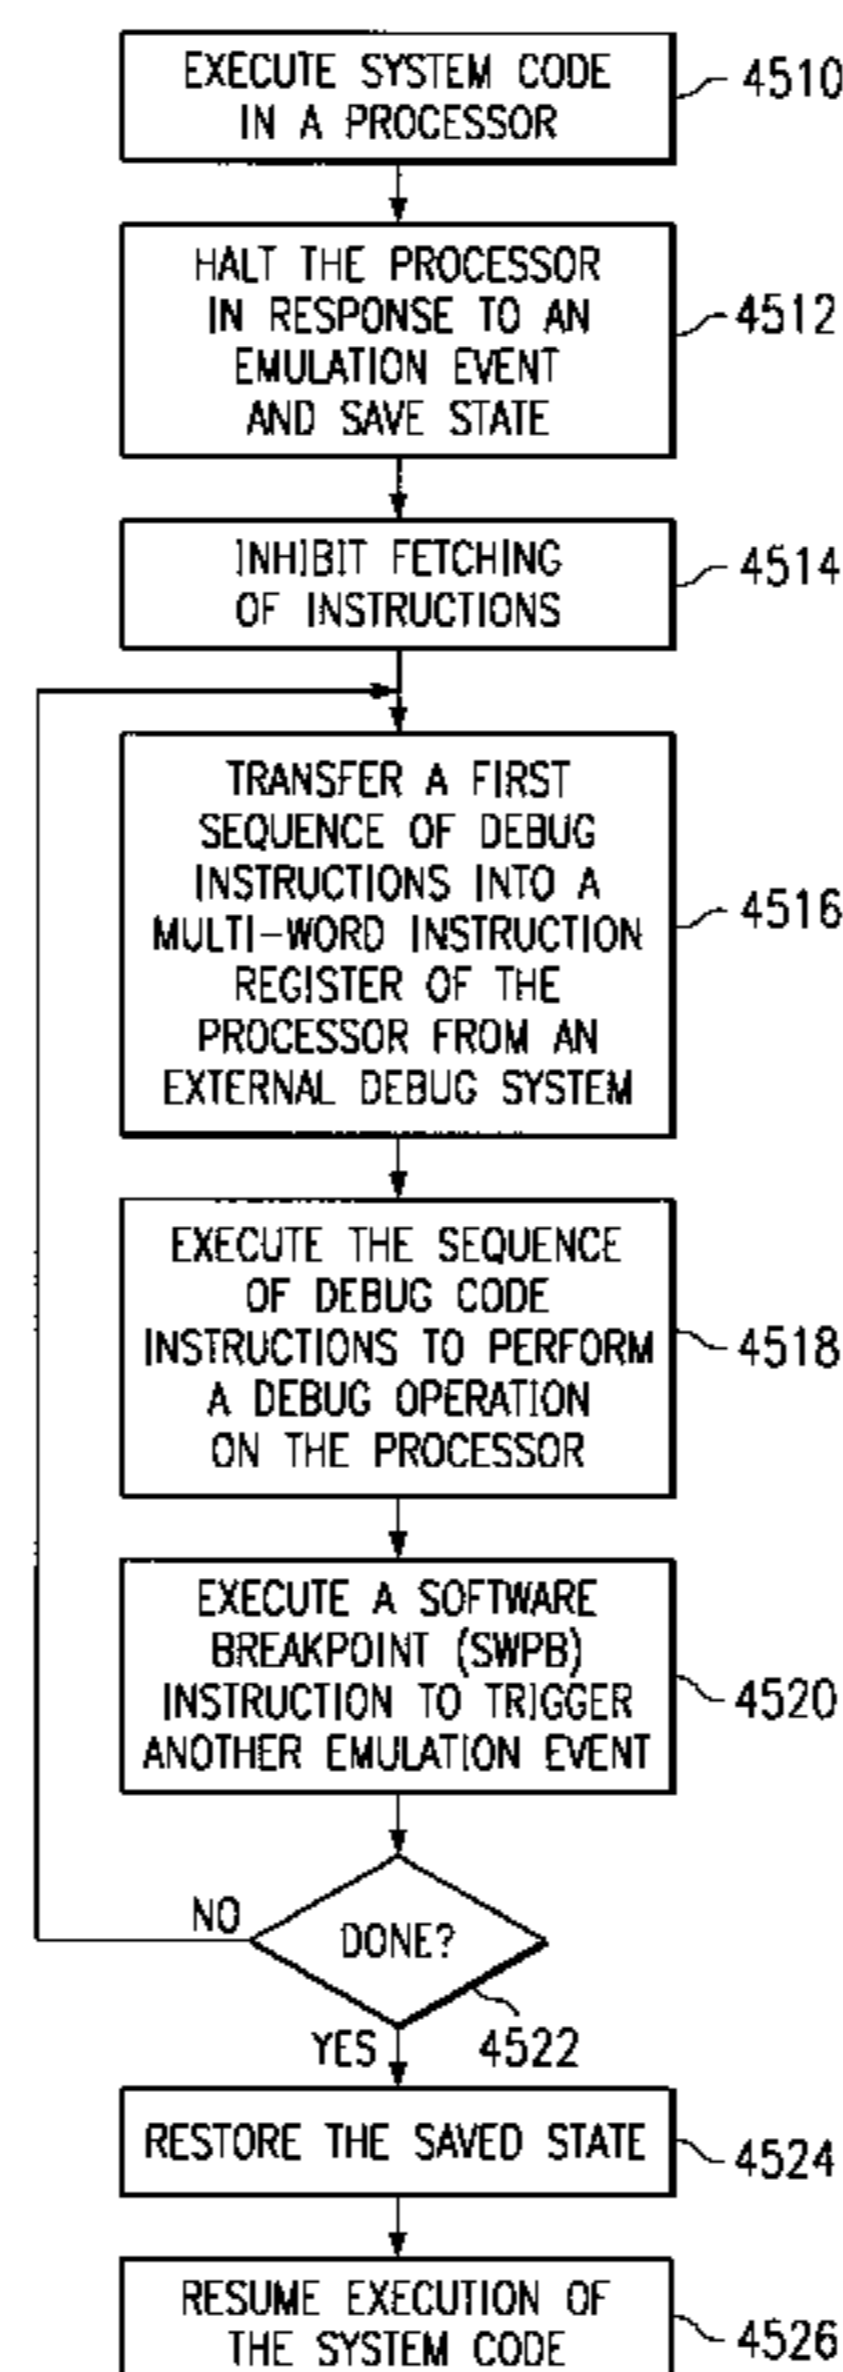 EXECUTE SYSTEM CODE
IN A PROCESSOR
4510
HALT THE PROCESSOR
IN RESPONSE TO AN
EMULATION EVENT
AND SAVE STATE
4512
INHIBIT FETCHING
OF INSTRUCTIONS
4514
TRANSFER A FIRST
SEQUENCE OF DEBUG
INSTRUCTIONS INTO A
MULTI-WORD INSTRUCTION
REGISTER OF THE
PROCESSOR FROM AN
EXTERNAL DEBUG SYSTEM
4516
EXECUTE THE SEQUENCE
OF DEBUG CODE
INSTRUCTIONS TO PERFORM
A DEBUG OPERATION
ON THE PROCESSOR
4518
EXECUTE A SOFTWARE
BREAKPOINT (SWPB)
INSTRUCTION TO TRIGGER
ANOTHER EMULATION EVENT
4520
NO
DONE?
YES
4522
RESTORE THE SAVED STATE
4524
RESUME EXECUTION OF
THE SYSTEM CODE
4526